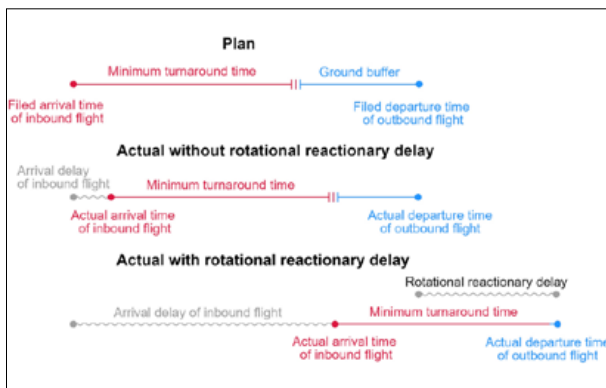 Plan
Minimum turnaround time
Ground buffer
Filed arrival time
of inbound flight
Filed departure time
of outbound flight
Actual without rotational reactionary delay
Arrival delay
of inbound flight
Minimum turnaround time
Actual arrival time
of inbound flight
Actual departure time
of outbound flight
Actual with rotational reactionary delay
Rotational reactionary delay
Arrival delay of inbound flight
Minimum turnaround time
Actual arrival time
of inbound flight
Actual departure time
of outbound flight